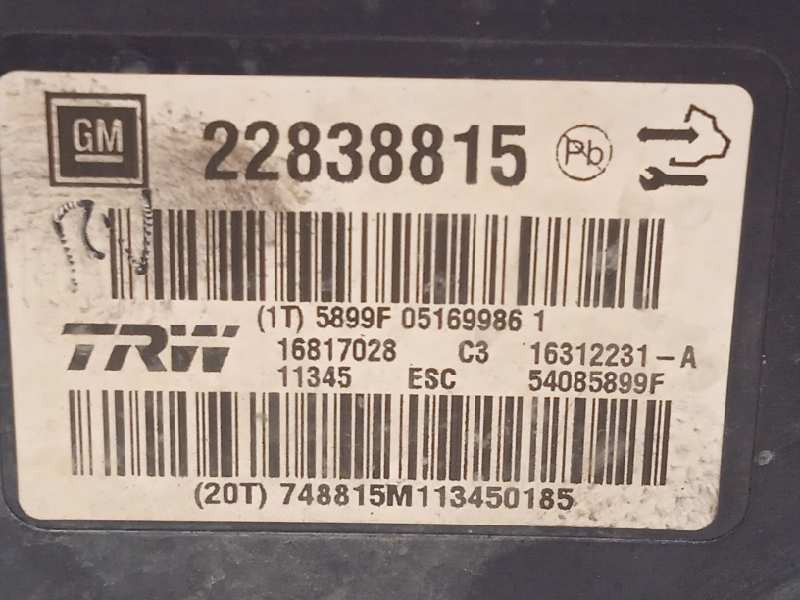 GM 22838815 Pb
(1T) 5899F 05169986 1
TRW 16817028 C3 16312231-A
11345 ESC 54085899F
(20T) 748815M113450185